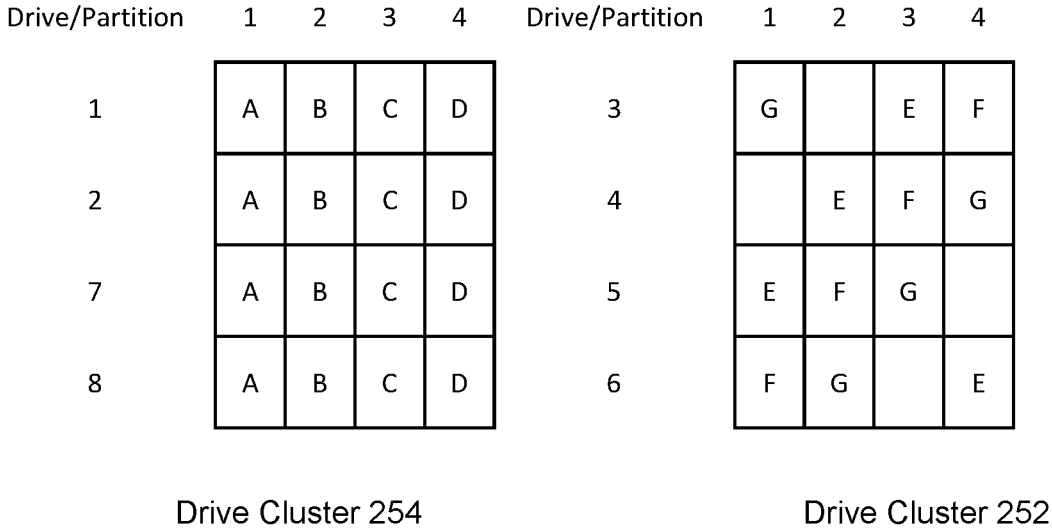 Drive/Partition 1 2 3 4 Drive/Partition 1 2 3 4
1 A B C D 3 G E F
2 A B C D 4 E F G
7 A B C D 5 E F G
8 A B C D 6 F G E
Drive Cluster 254 Drive Cluster 252